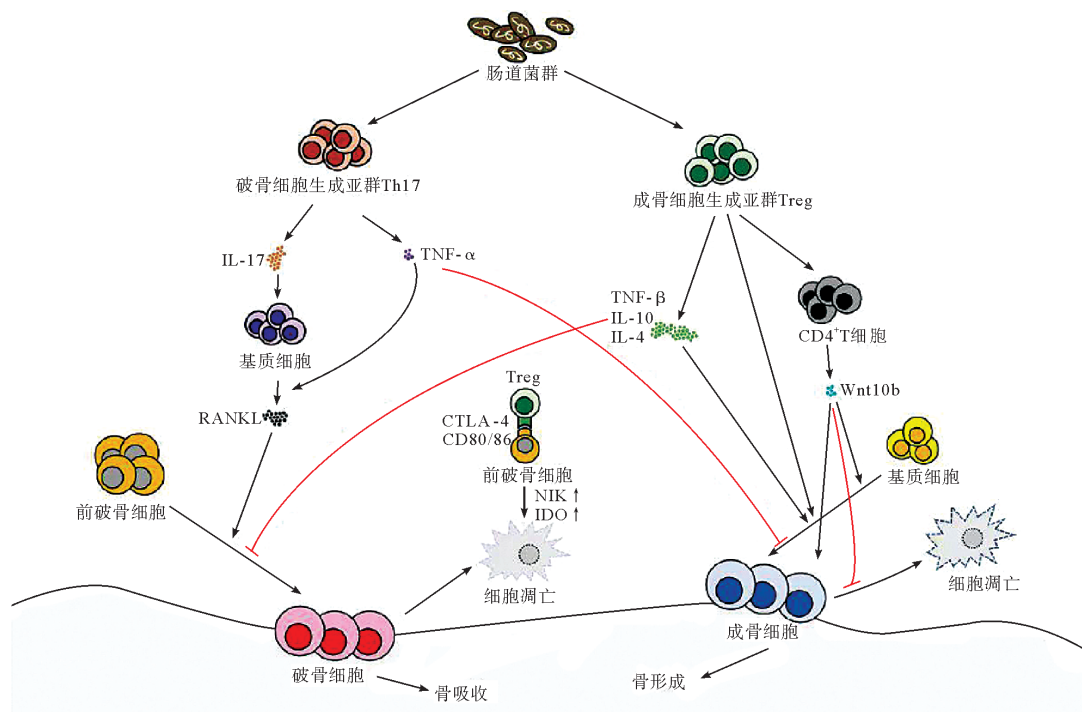 肠道菌群
破骨细胞生成亚群Th17
成骨细胞生成亚群Treg
IL-17
TNF-α
TNF-β
IL-10
IL-4
CD4⁺T细胞
基质细胞
Treg
Wnt10b
RANKL
CTLA-4
CD80/86
前破骨细胞
基质细胞
前破骨细胞
NIK↑
IDO↑
细胞凋亡
细胞凋亡
成骨细胞
破骨细胞
骨形成
骨吸收